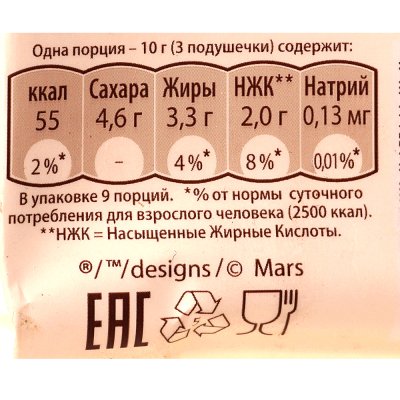 Одна порция – 10 г (3 подушечки) содержит:
ккал Сахара Жиры НЖК** Натрий
55 4,6 г 3,3 г 2,0 г 0,13 мг
2%* – 4%* 8%* 0,01%*
В упаковке 9 порций. *% от нормы суточного
потребления для взрослого человека (2500 ккал).
**НЖК = Насыщенные Жирные Кислоты.
®/™/designs/© Mars
EAC
5